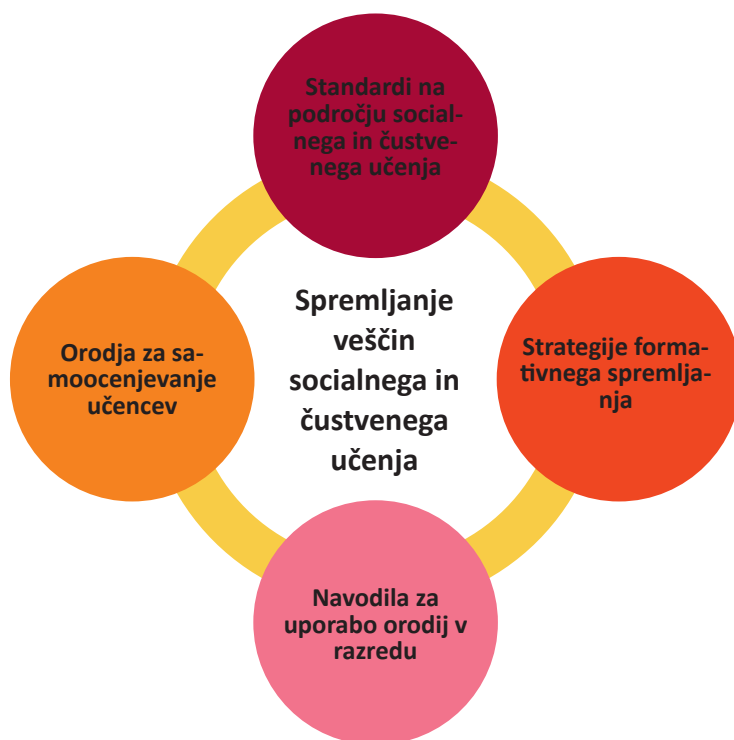 Standardi na
področju social-
nega in čustve-
nega učenja
Spremljanje
veščin
socialnega in
čustvenega
učenja
Orodja za sa-
moocenjevanje
učencev
Strategije forma-
tivnega spremlja-
nja
Navodila za
uporabo orodij v
razredu